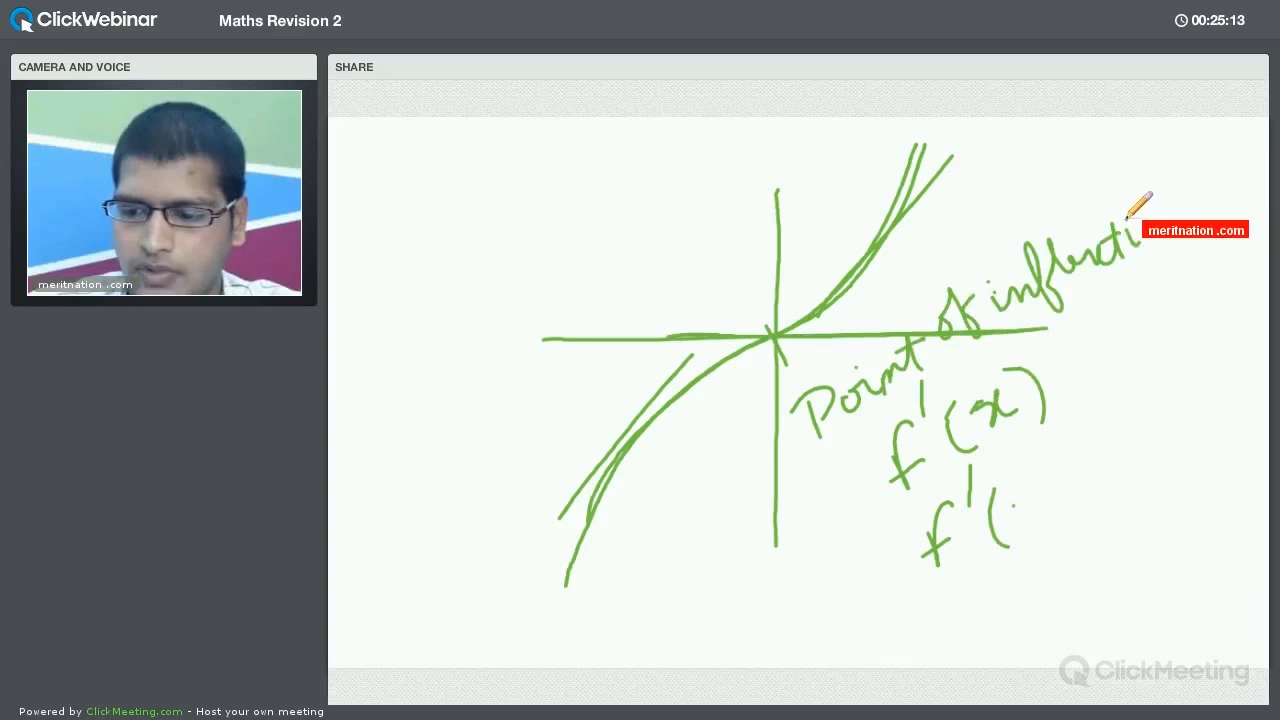 ClickWebinar
Maths Revision 2
00:25:13
CAMERA AND VOICE
SHARE
meritnation .com
meritnation .com
Point of inflecti
f'(x)
f'(
ClickMeeting
Powered by ClickMeeting.com - Host your own meeting